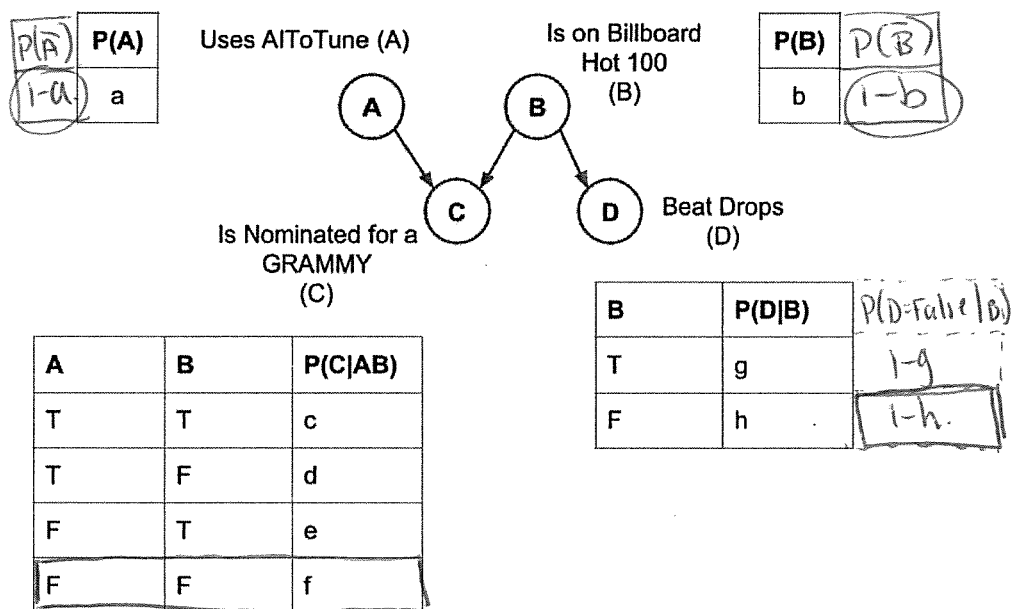 P(A̅) P(A) Uses AIToTune (A) Is on Billboard P(B) P(B̅)
Hot 100
1-a a (B) b 1-b
A B
C D Beat Drops
(D)
Is Nominated for a
GRAMMY
(C)
B P(D|B) P(D=False|B)
T g 1-g
F h 1-h.
A B P(C|AB)
T T c
T F d
F T e
F F f